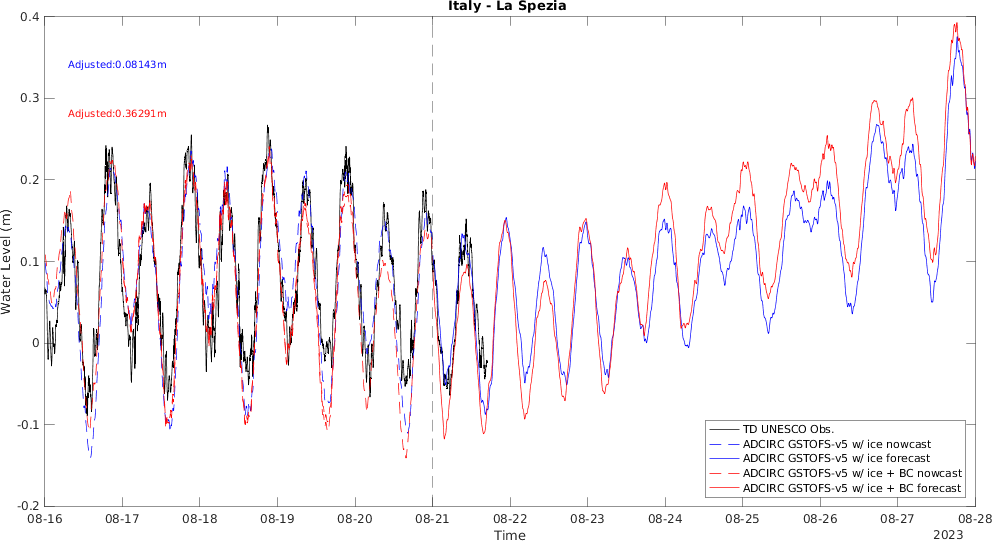 Italy - La Spezia
Adjusted:0.08143m
Adjusted:0.36291m
Water Level (m)
0.4
0.3
0.2
0.1
0
-0.1
-0.2
TD UNESCO Obs.
ADCIRC GSTOFS-v5 w/ ice nowcast
ADCIRC GSTOFS-v5 w/ ice forecast
ADCIRC GSTOFS-v5 w/ ice + BC nowcast
ADCIRC GSTOFS-v5 w/ ice + BC forecast
08-16 08-17 08-18 08-19 08-20 08-21 08-22 08-23 08-24 08-25 08-26 08-27 08-28
Time
2023